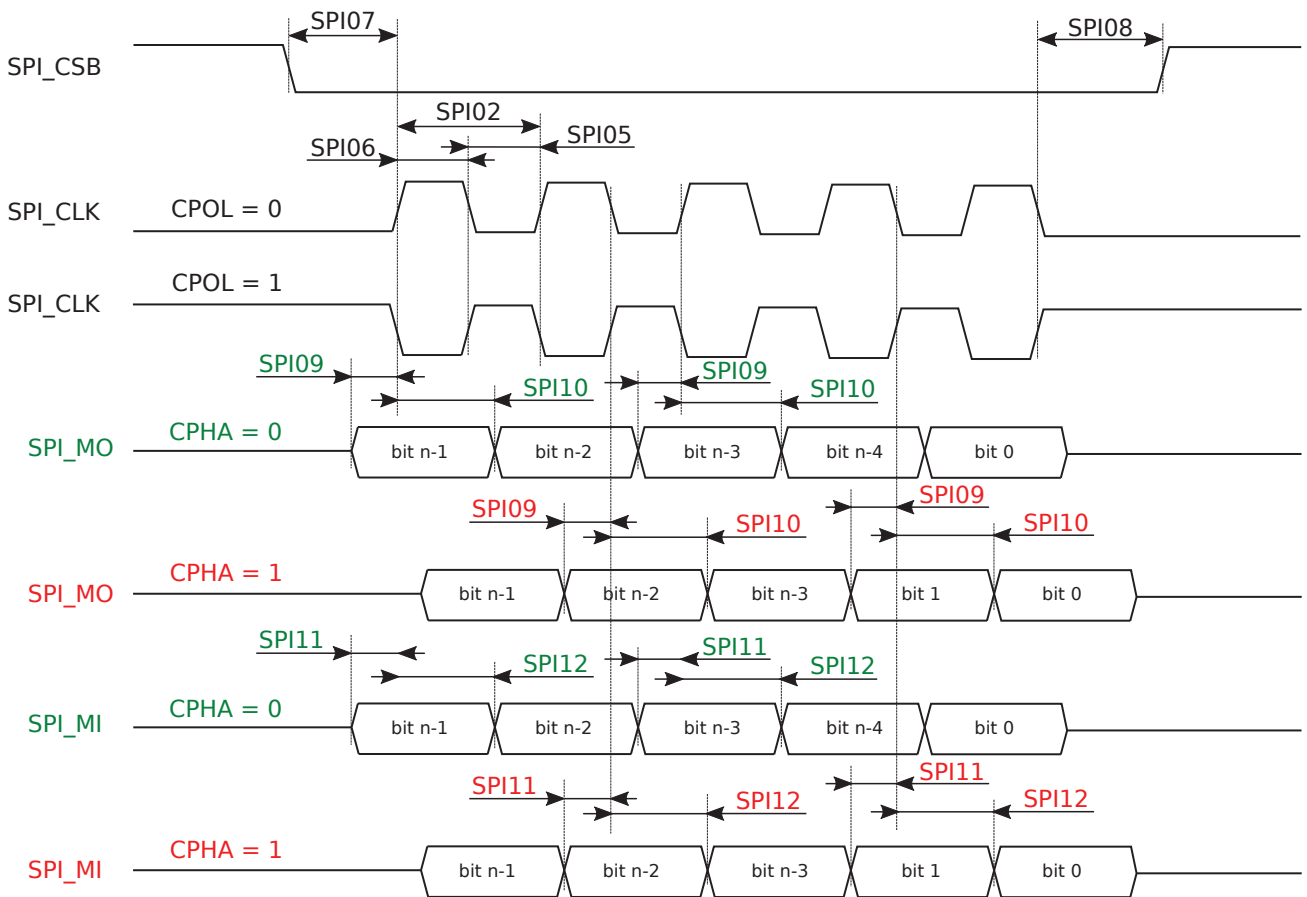 SPI07
SPI08
SPI_CSB
SPI02
SPI05
SPI06
SPI_CLK CPOL = 0
SPI_CLK CPOL = 1
SPI09 SPI09
SPI10 SPI10
SPI_MO CPHA = 0 bit n-1 bit n-2 bit n-3 bit n-4 bit 0
SPI09 SPI09
SPI10 SPI10
SPI_MO CPHA = 1 bit n-1 bit n-2 bit n-3 bit 1 bit 0
SPI11 SPI11
SPI12 SPI12
SPI_MI CPHA = 0 bit n-1 bit n-2 bit n-3 bit n-4 bit 0
SPI11 SPI11
SPI12 SPI12
SPI_MI CPHA = 1 bit n-1 bit n-2 bit n-3 bit 1 bit 0